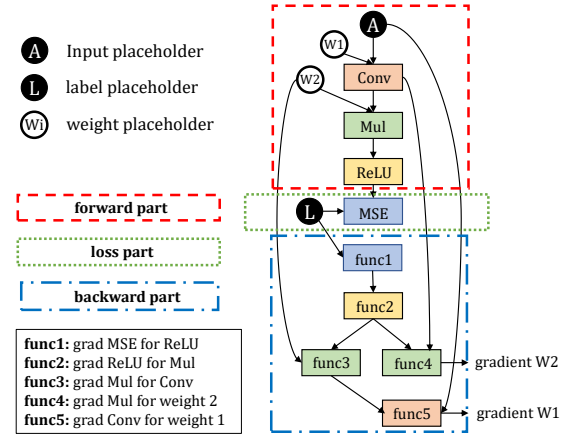 A Input placeholder
L label placeholder
Wi weight placeholder
forward part
loss part
backward part
func1: grad MSE for ReLU
func2: grad ReLU for Mul
func3: grad Mul for Conv
func4: grad Mul for weight 2
func5: grad Conv for weight 1
A
W1
W2
Conv
Mul
ReLU
L
MSE
func1
func2
func3
func4
gradient W2
func5
gradient W1